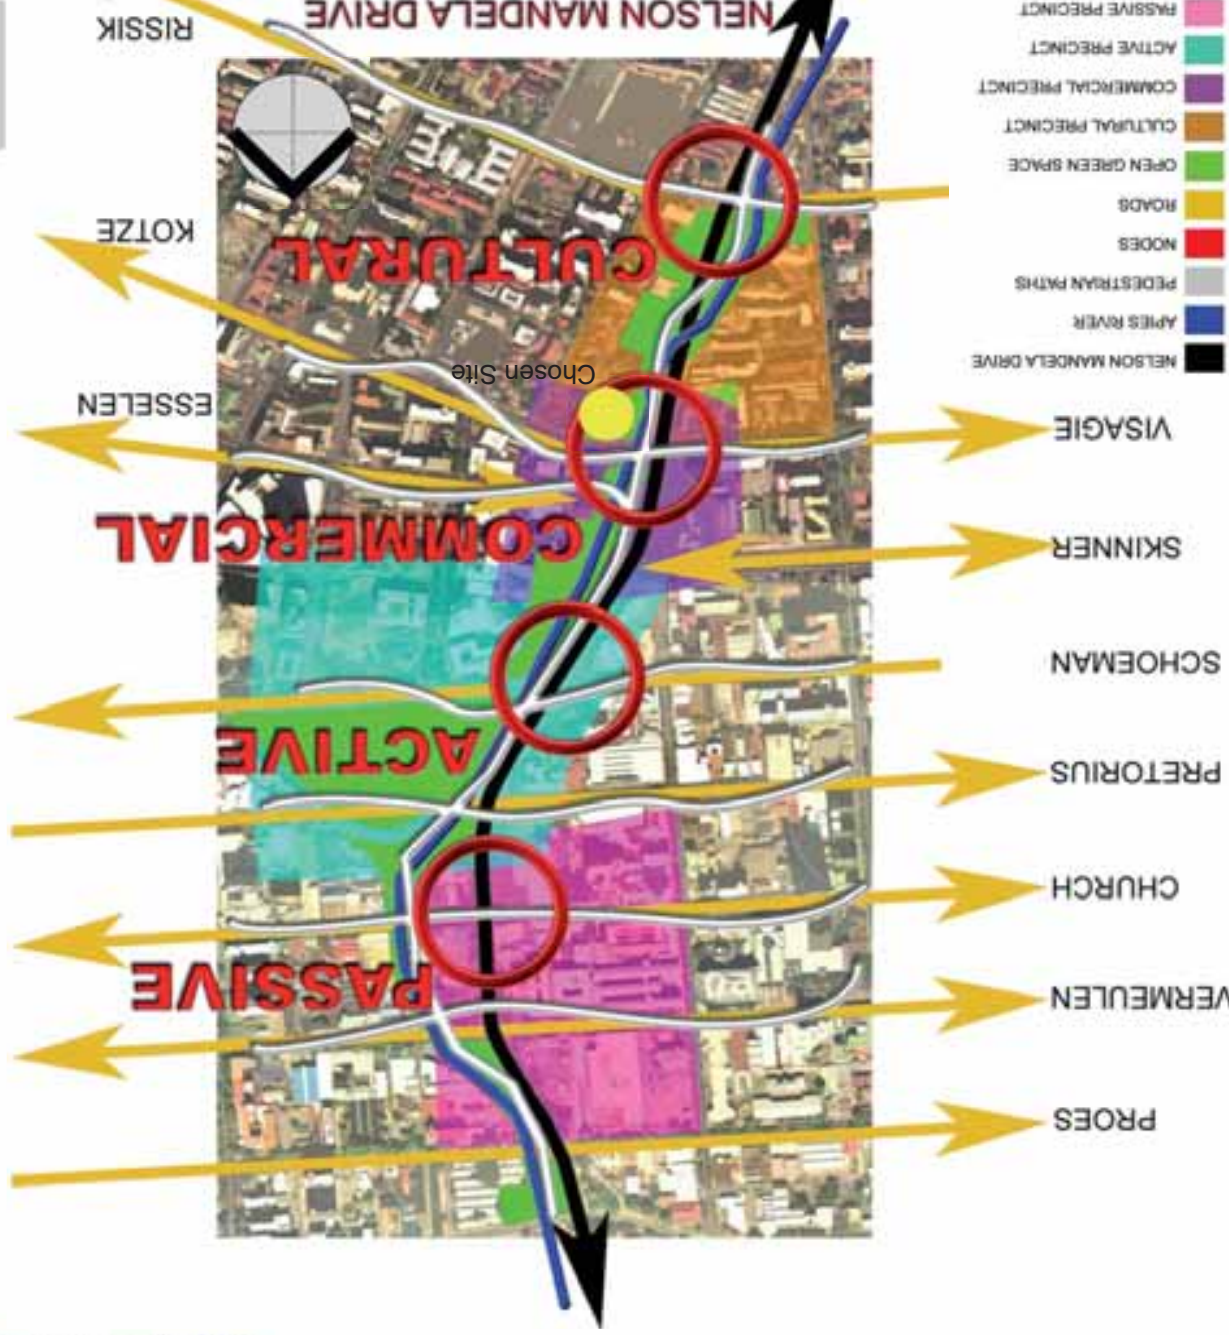 PROES
VERMEULEN
PASSIVE
CHURCH
PRETORIUS
ACTIVE
SCHOEMAN
SKINNER
COMMERCIAL
VISAGIE
ESSELEN
Chosen Site
CULTURAL
KOTZE
RISSIK
NELSON MANDELA DRIVE
NELSON MANDELA DRIVE
APIES RIVER
PEDESTRIAN PATHS
NODES
ROADS
OPEN GREEN SPACE
CULTURAL PRECINCT
COMMERCIAL PRECINCT
ACTIVE PRECINCT
PASSIVE PRECINCT